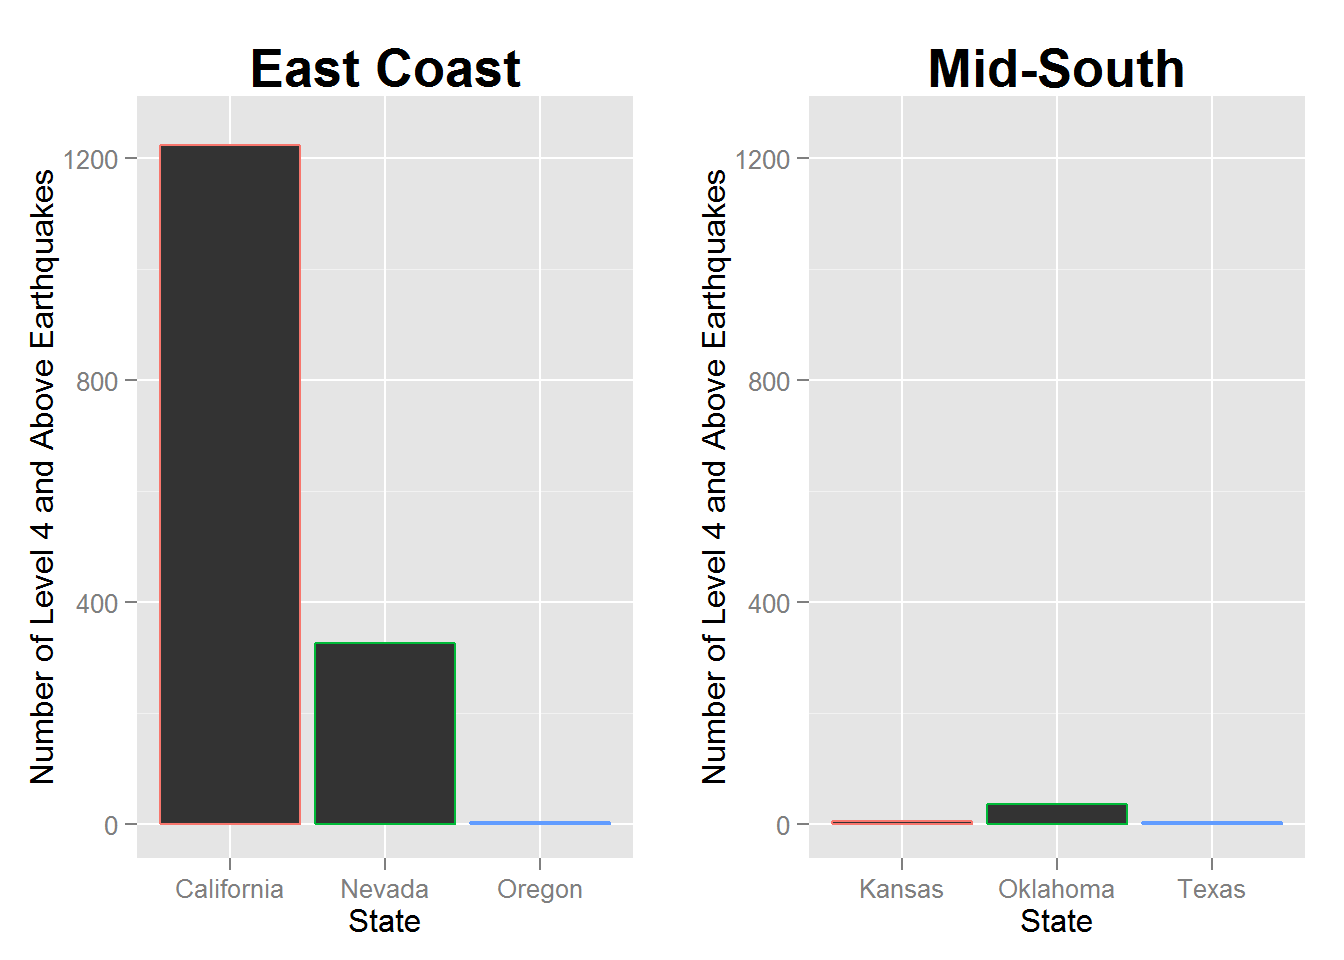 East Coast
Number of Level 4 and Above Earthquakes
1200
800
400
0
California Nevada Oregon
State
Mid-South
Number of Level 4 and Above Earthquakes
1200
800
400
0
Kansas Oklahoma Texas
State